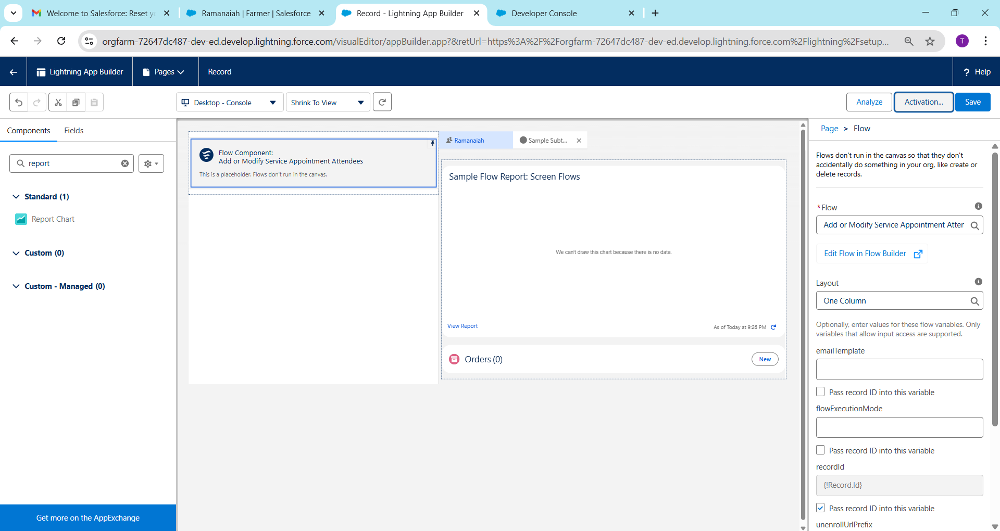 Welcome to Salesforce: Reset yo
Ramanaiah | Farmer | Salesforce
Record - Lightning App Builder
Developer Console
orgfarm-72647dc487-dev-ed.develop.lightning.force.com/visualEditor/appBuilder.app?&retUrl=https%3A%2F%2Forgfarm-72647dc487-dev-ed.develop.lightning.force.com%2Flightning%2Fsetup...
T
Lightning App Builder
Pages
Record
? Help
Desktop - Console
Shrink To View
Analyze
Activation...
Save
Components
Fields
report
Standard (1)
Report Chart
Custom (0)
Custom - Managed (0)
Get more on the AppExchange
Flow Component:
Add or Modify Service Appointment Attendees
This is a placeholder. Flows don't run in the canvas.
Ramanaiah
Sample Subt...
Sample Flow Report: Screen Flows
We can't draw this chart because there is no data.
View Report
As of Today at 9:26 PM
Orders (0)
New
Page > Flow
Flows don't run in the canvas so that they don't
accidentally do something in your org, like create or
delete records.
*Flow
Add or Modify Service Appointment Atter
Edit Flow in Flow Builder
Layout
One Column
Optionally, enter values for these flow variables. Only
variables that allow input access are supported.
emailTemplate
Pass record ID into this variable
flowExecutionMode
Pass record ID into this variable
recordId
{!Record.Id}
Pass record ID into this variable
unenrollUrlPrefix